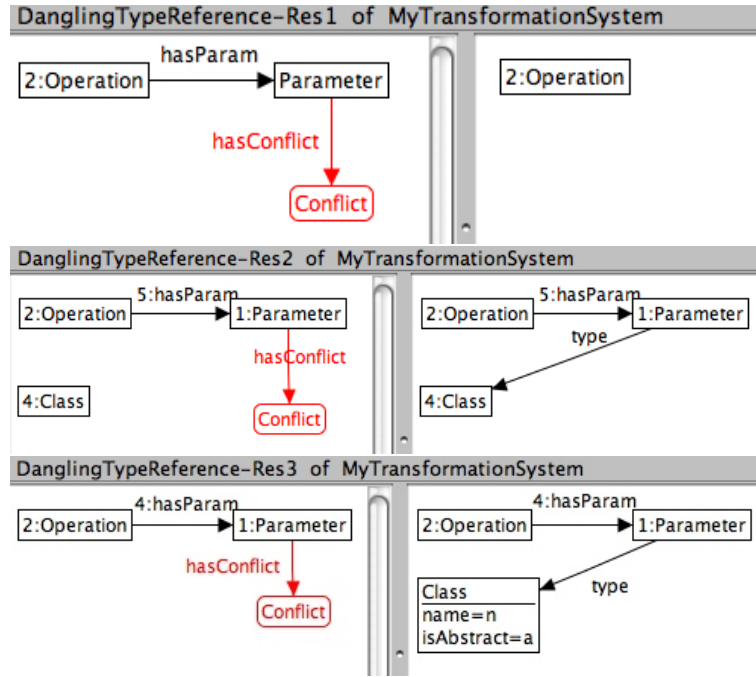 DanglingTypeReference-Res1 of MyTransformationSystem
hasParam
2:Operation Parameter 2:Operation
hasConflict
Conflict
DanglingTypeReference-Res2 of MyTransformationSystem
5:hasParam 5:hasParam
2:Operation 1:Parameter 2:Operation 1:Parameter
hasConflict type
4:Class Conflict 4:Class
DanglingTypeReference-Res3 of MyTransformationSystem
4:hasParam 4:hasParam
2:Operation 1:Parameter 2:Operation 1:Parameter
hasConflict type
Conflict Class
name=n
isAbstract=a